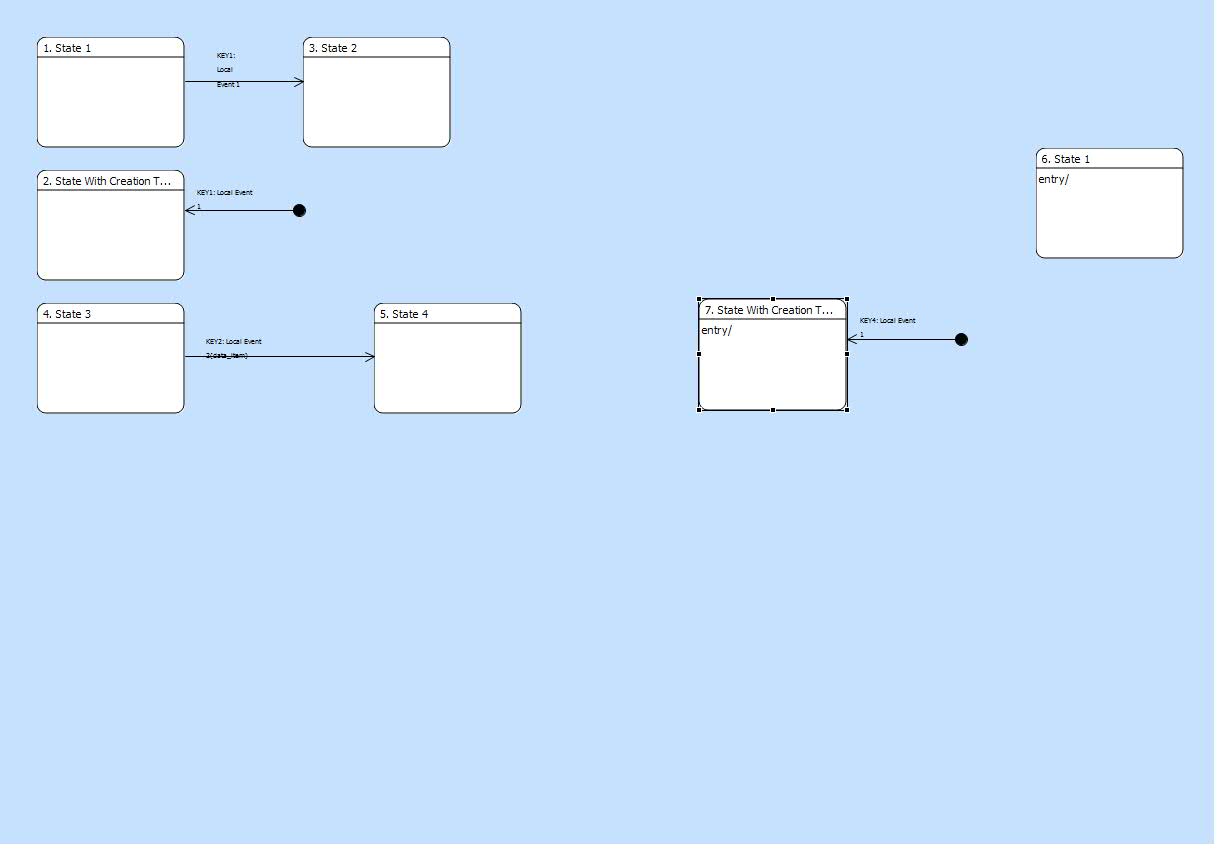 1. State 1
KEY1:
Local
Event 1
3. State 2
6. State 1
entry/
2. State With Creation T...
KEY1: Local Event
1
4. State 3
KEY2: Local Event
2(data_item)
5. State 4
7. State With Creation T...
entry/
KEY4: Local Event
1